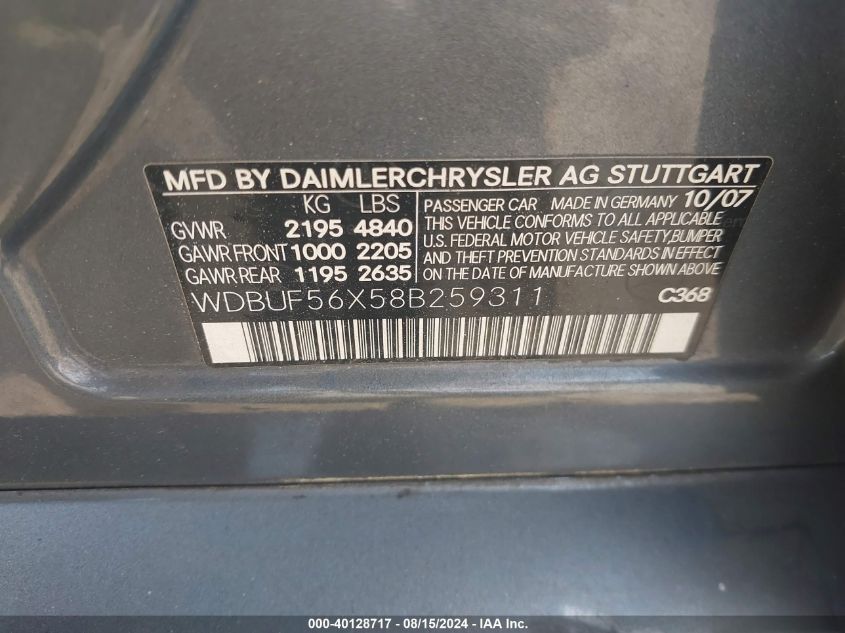 MFD BY DAIMLERCHRYSLER AG STUTTGART
KG LBS
GVWR 2195 4840
GAWR FRONT 1000 2205
GAWR REAR 1195 2635
PASSENGER CAR MADE IN GERMANY 10/07
THIS VEHICLE CONFORMS TO ALL APPLICABLE
U.S. FEDERAL MOTOR VEHICLE SAFETY,BUMPER
AND THEFT PREVENTION STANDARDS IN EFFECT
ON THE DATE OF MANUFACTURE SHOWN ABOVE
WDBUF56X58B259311 C368
000-40128717 - 08/15/2024 - IAA Inc.